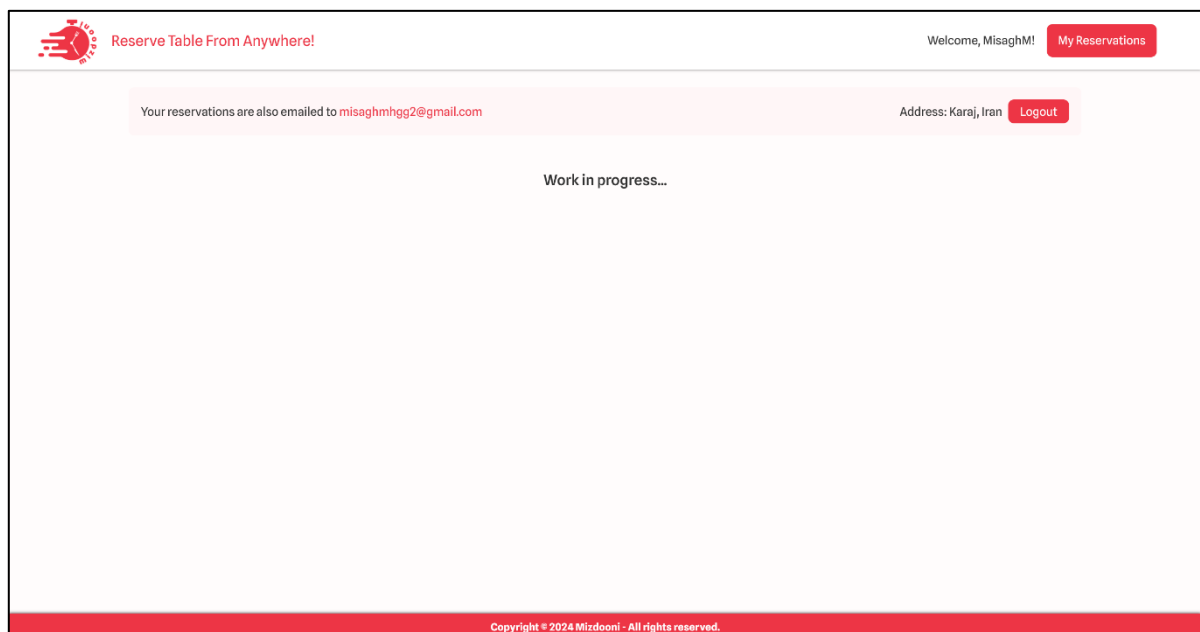 mizdooni
Reserve Table From Anywhere!
Welcome, MisaghM!
My Reservations
Your reservations are also emailed to misaghmhgg2@gmail.com
Address: Karaj, Iran
Logout
Work in progress...
Copyright © 2024 Mizdooni - All rights reserved.